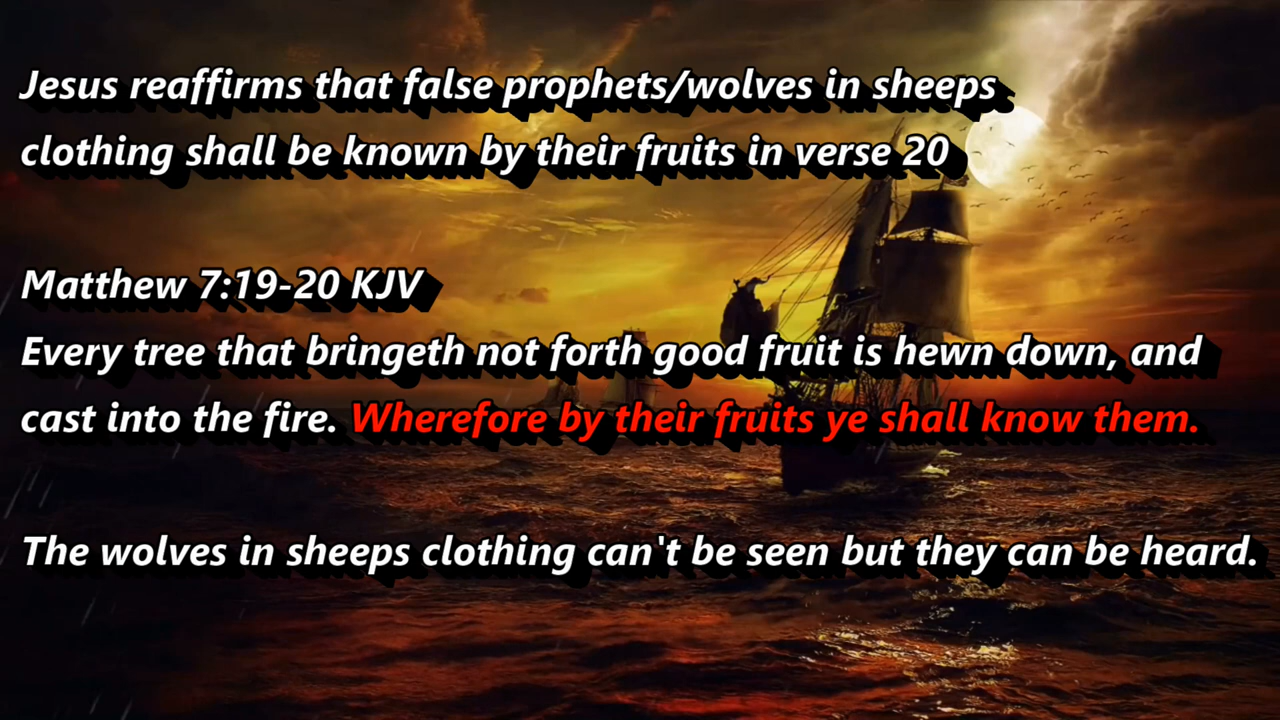 Jesus reaffirms that false prophets/wolves in sheeps
clothing shall be known by their fruits in verse 20
Matthew 7:19-20 KJV
Every tree that bringeth not forth good fruit is hewn down, and
cast into the fire. Wherefore by their fruits ye shall know them.
The wolves in sheeps clothing can't be seen but they can be heard.